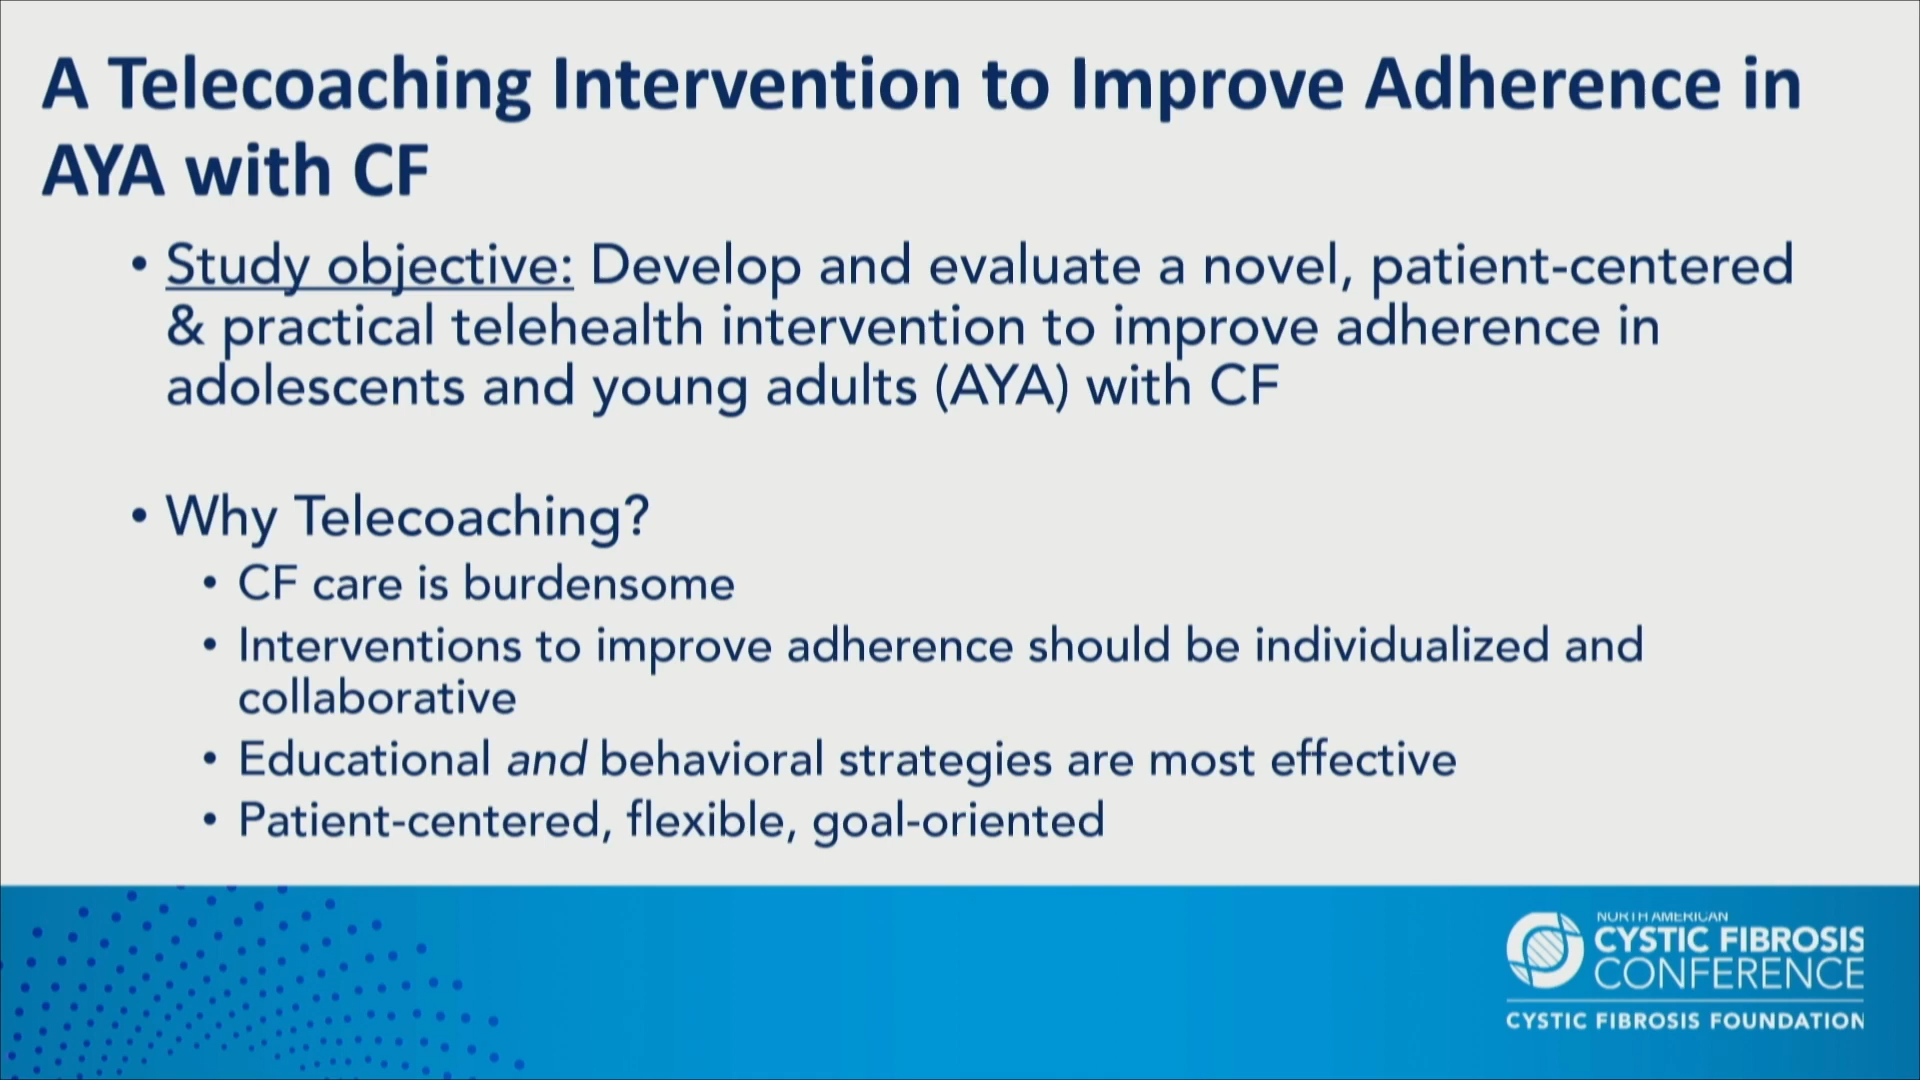 A Telecoaching Intervention to Improve Adherence in
AYA with CF
• Study objective: Develop and evaluate a novel, patient-centered
& practical telehealth intervention to improve adherence in
adolescents and young adults (AYA) with CF
• Why Telecoaching?
• CF care is burdensome
• Interventions to improve adherence should be individualized and
collaborative
• Educational and behavioral strategies are most effective
• Patient-centered, flexible, goal-oriented
NORTH AMERICAN
CYSTIC FIBROSIS
CONFERENCE
CYSTIC FIBROSIS FOUNDATION